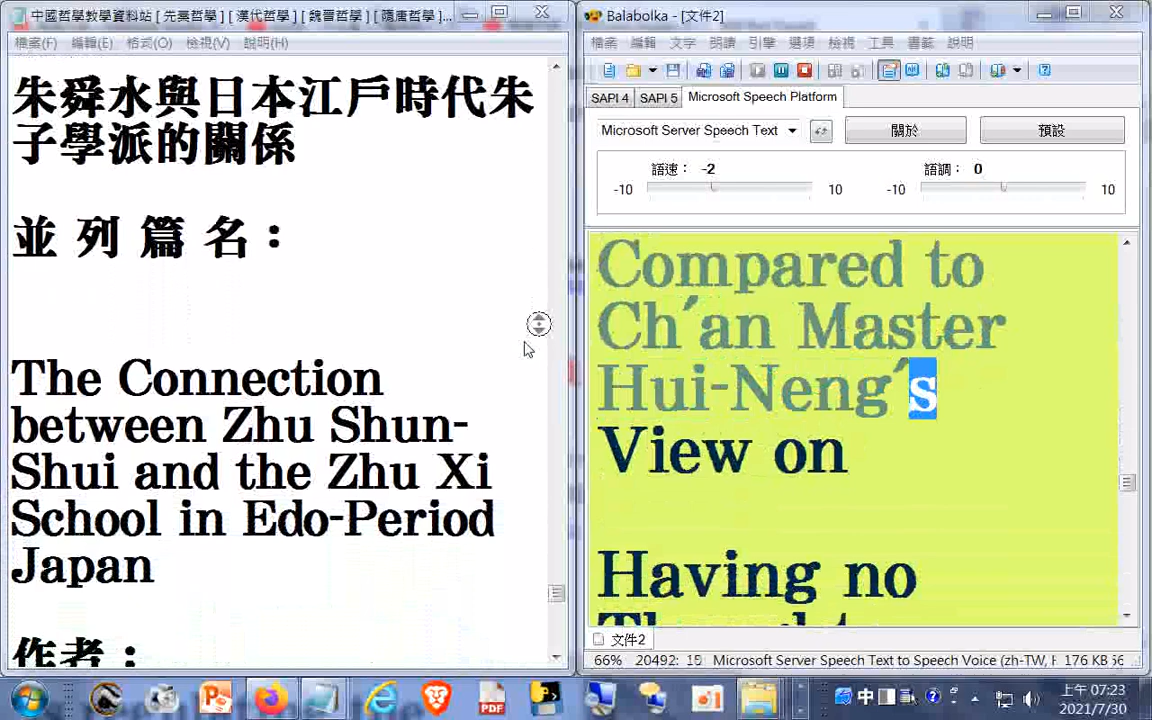 中國哲學教學資料站 [ 先秦哲學 ] [ 漢代哲學 ] [ 魏晉哲學 ] [ 隋唐哲學 ]...
檔案(F) 編輯(E) 格式(O) 檢視(V) 說明(H)
朱舜水與日本江戶時代朱
子學派的關係
並 列 篇 名：
The Connection
between Zhu Shun-
Shui and the Zhu Xi
School in Edo-Period
Japan
作者：
Balabolka - [文件2]
檔案 編輯 文字 朗讀 引擎 選項 檢視 工具 書籤 說明
SAPI 4 SAPI 5 Microsoft Speech Platform
Microsoft Server Speech Text 關於 預設
語速： -2 語調： 0
-10 10 -10 10
Compared to
Ch´an Master
Hui-Neng´s
View on
Having no
文件2
66% 20492: 15 Microsoft Server Speech Text to Speech Voice (zh-TW, 176 KB
中 上午 07:23
2021/7/30